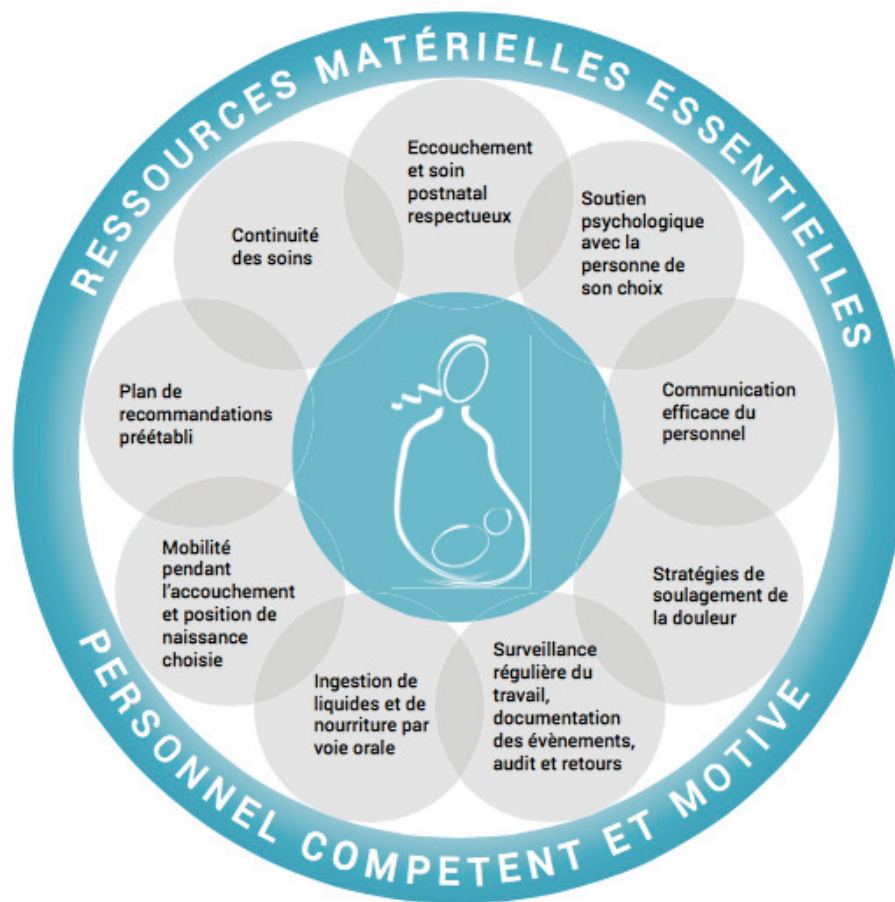 RESSOURCES MATÉRIELLES ESSENTIELLES
Eccouchement
et soin
postnatal
respectueux
Soutien
psychologique
avec la
personne de
son choix
Communication
efficace du
personnel
Stratégies de
soulagement de
la douleur
Surveillance
régulière du
travail,
documentation
des évènements,
audit et retours
Ingestion de
liquides et de
nourriture par
voie orale
Mobilité
pendant
l'accouchement
et position de
naissance
choisie
Plan de
recommandations
préétabli
Continuité
des soins
PERSONNEL COMPETENT ET MOTIVE